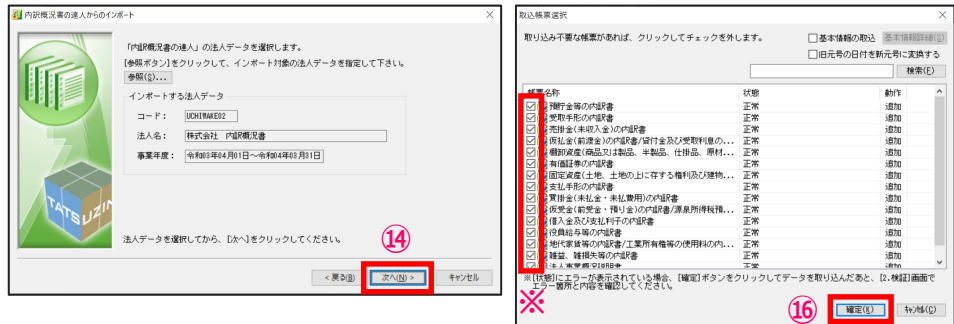 内訳概況書の達人からのインポート
「内訳概況書の達人」の法人データを選択します。
[参照ボタン]をクリックして、インポート対象の法人データを指定して下さい。
参照(S)...
インポートする法人データ
コード： UCHIWAKE02
法人名： 株式会社 内訳概況書
事業年度： 令和03年04月01日～令和04年03月31日
TATSUZIN
法人データを選択してから、[次へ]をクリックしてください。
⑭
< 戻る(B) 次へ(N) > キャンセル
取込帳票選択
取り込み不要な帳票があれば、クリックしてチェックを外します。
基本情報の取込 基本情報詳細(S)
旧元号の日付を新元号に変換する
検索(F)
帳票名称 状態 動作
預貯金等の内訳書 正常 追加
受取手形の内訳書 正常 追加
売掛金(未収入金)の内訳書 正常 追加
仮払金(前渡金)の内訳書/貸付金及び受取利息の... 正常 追加
棚卸資産(商品又は製品、半製品、仕掛品、原材... 正常 追加
有価証券の内訳書 正常 追加
固定資産(土地、土地の上に存する権利及び建物... 正常 追加
支払手形の内訳書 正常 追加
買掛金(未払金・未払費用)の内訳書 正常 追加
仮受金(前受金・預り金)の内訳書/源泉所得税預... 正常 追加
借入金及び支払利子の内訳書 正常 追加
役員給与等の内訳書 正常 追加
地代家賃等の内訳書/工業所有権等の使用料の内... 正常 追加
雑益、雑損失等の内訳書 正常 追加
法人事業概況説明書 正常 追加
※[状態]にエラーが表示されている場合、[確定]ボタンをクリックしてデータを取り込んだあと、[2.検証]画面で
エラー箇所と内容を確認してください。
※
⑯
確定(K) ｷｬﾝｾﾙ(C)